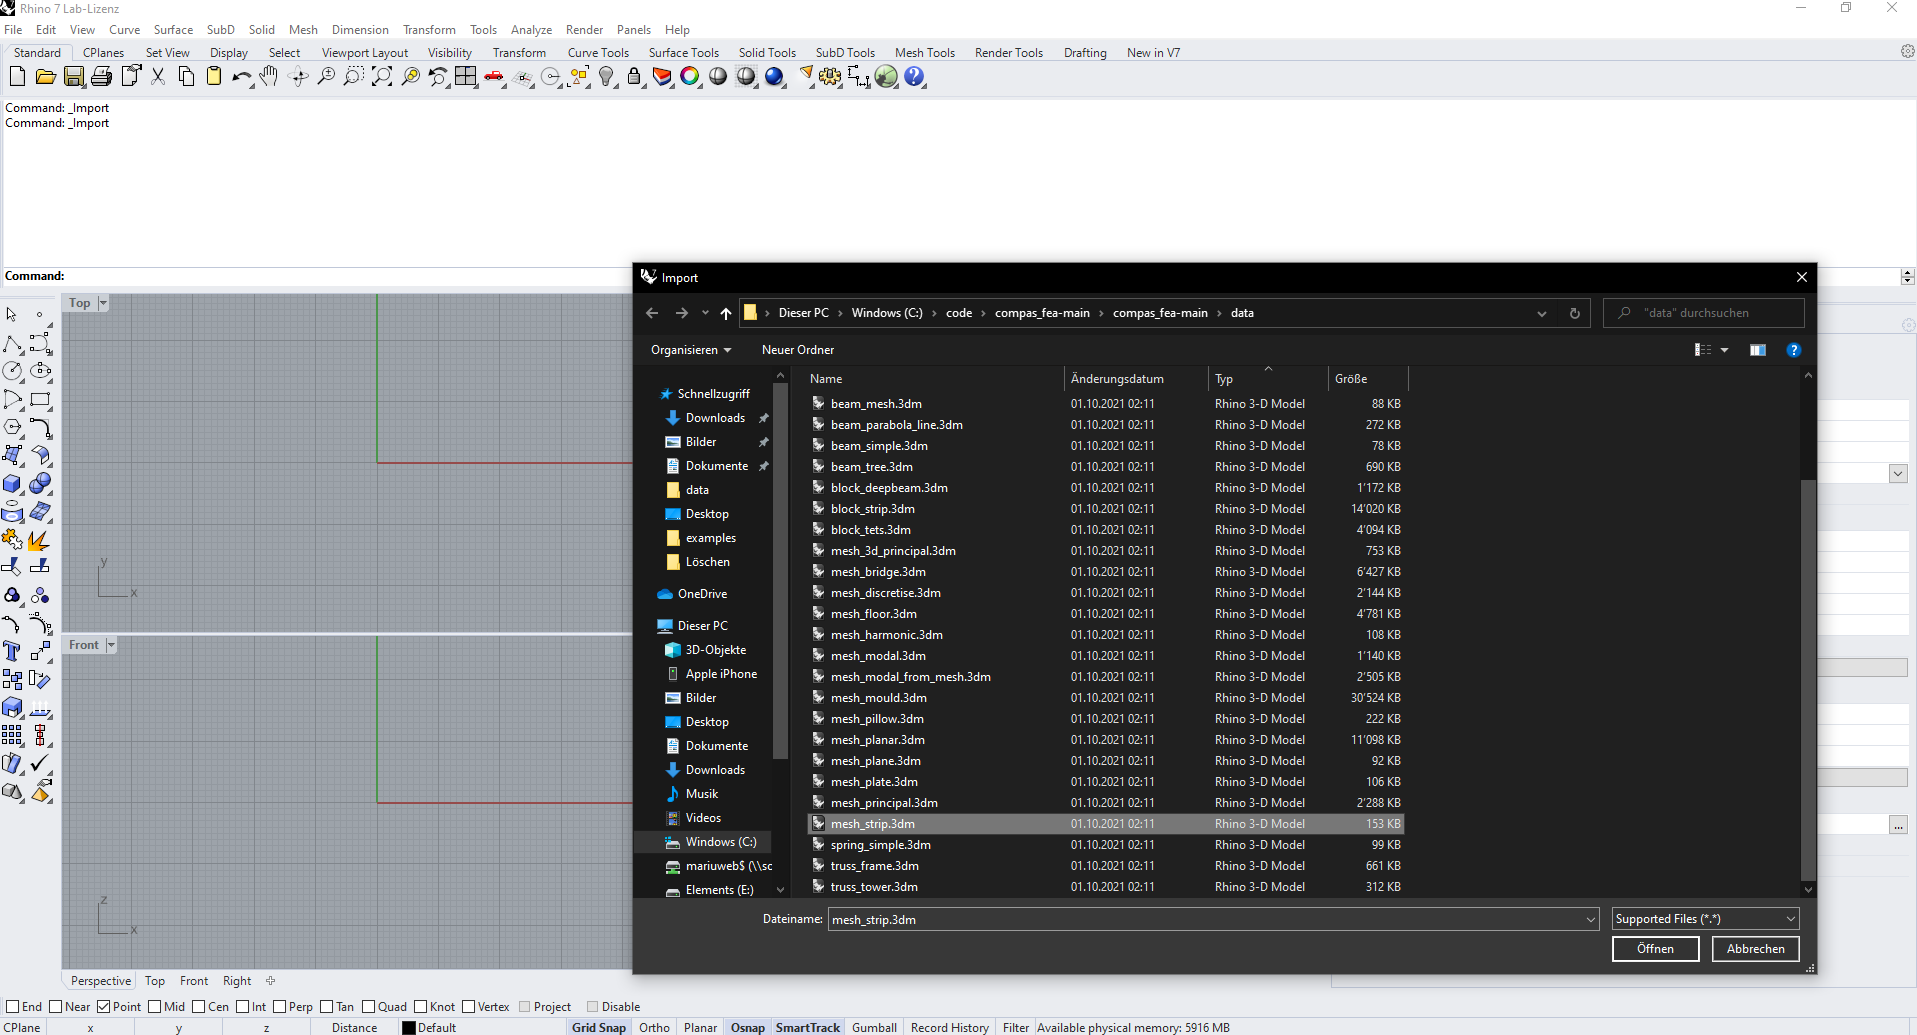 Rhino 7 Lab-Lizenz
File Edit View Curve Surface SubD Solid Mesh Dimension Transform Tools Analyze Render Panels Help
Standard CPlanes Set View Display Select Viewport Layout Visibility Transform Curve Tools Surface Tools Solid Tools SubD Tools Mesh Tools Render Tools Drafting New in V7
Command: _Import
Command: _Import
Command:
Top
y
x
Front
z
x
Import
Dieser PC › Windows (C:) › code › compas_fea-main › compas_fea-main › data
"data" durchsuchen
Organisieren Neuer Ordner
Schnellzugriff
Downloads
Bilder
Dokumente
data
Desktop
examples
Löschen
OneDrive
Dieser PC
3D-Objekte
Apple iPhone
Bilder
Desktop
Dokumente
Downloads
Musik
Videos
Windows (C:)
mariuweb$ (\\sc
Elements (E:)
Name Änderungsdatum Typ Größe
beam_mesh.3dm 01.10.2021 02:11 Rhino 3-D Model 88 KB
beam_parabola_line.3dm 01.10.2021 02:11 Rhino 3-D Model 272 KB
beam_simple.3dm 01.10.2021 02:11 Rhino 3-D Model 78 KB
beam_tree.3dm 01.10.2021 02:11 Rhino 3-D Model 690 KB
block_deepbeam.3dm 01.10.2021 02:11 Rhino 3-D Model 1'172 KB
block_strip.3dm 01.10.2021 02:11 Rhino 3-D Model 14'020 KB
block_tets.3dm 01.10.2021 02:11 Rhino 3-D Model 4'094 KB
mesh_3d_principal.3dm 01.10.2021 02:11 Rhino 3-D Model 753 KB
mesh_bridge.3dm 01.10.2021 02:11 Rhino 3-D Model 6'427 KB
mesh_discretise.3dm 01.10.2021 02:11 Rhino 3-D Model 2'144 KB
mesh_floor.3dm 01.10.2021 02:11 Rhino 3-D Model 4'781 KB
mesh_harmonic.3dm 01.10.2021 02:11 Rhino 3-D Model 108 KB
mesh_modal.3dm 01.10.2021 02:11 Rhino 3-D Model 1'140 KB
mesh_modal_from_mesh.3dm 01.10.2021 02:11 Rhino 3-D Model 2'505 KB
mesh_mould.3dm 01.10.2021 02:11 Rhino 3-D Model 30'524 KB
mesh_pillow.3dm 01.10.2021 02:11 Rhino 3-D Model 222 KB
mesh_planar.3dm 01.10.2021 02:11 Rhino 3-D Model 11'098 KB
mesh_plane.3dm 01.10.2021 02:11 Rhino 3-D Model 92 KB
mesh_plate.3dm 01.10.2021 02:11 Rhino 3-D Model 106 KB
mesh_principal.3dm 01.10.2021 02:11 Rhino 3-D Model 2'288 KB
mesh_strip.3dm 01.10.2021 02:11 Rhino 3-D Model 153 KB
spring_simple.3dm 01.10.2021 02:11 Rhino 3-D Model 99 KB
truss_frame.3dm 01.10.2021 02:11 Rhino 3-D Model 661 KB
truss_tower.3dm 01.10.2021 02:11 Rhino 3-D Model 312 KB
Dateiname: mesh_strip.3dm Supported Files (*.*)
Öffnen Abbrechen
...
Perspective Top Front Right
End Near Point Mid Cen Int Perp Tan Quad Knot Vertex Project Disable
CPlane x y z Distance Default Grid Snap Ortho Planar Osnap SmartTrack Gumball Record History Filter Available physical memory: 5916 MB